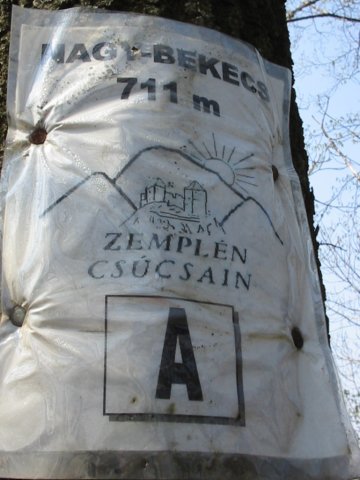 NAGY-BEKECS
711 m
ZEMPLÉN
CSÚCSAIN
A